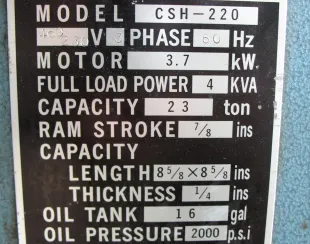 MODEL CSH-220
V PHASE 60 Hz
MOTOR 3.7 kW.
FULL LOAD POWER 4 KVA
CAPACITY 23 ton
RAM STROKE 7/8 ins
CAPACITY
LENGTH 8 5/8 × 8 5/8 ins
THICKNESS 1/4 ins
OIL TANK 16 gal
OIL PRESSURE 2000 p.s.i